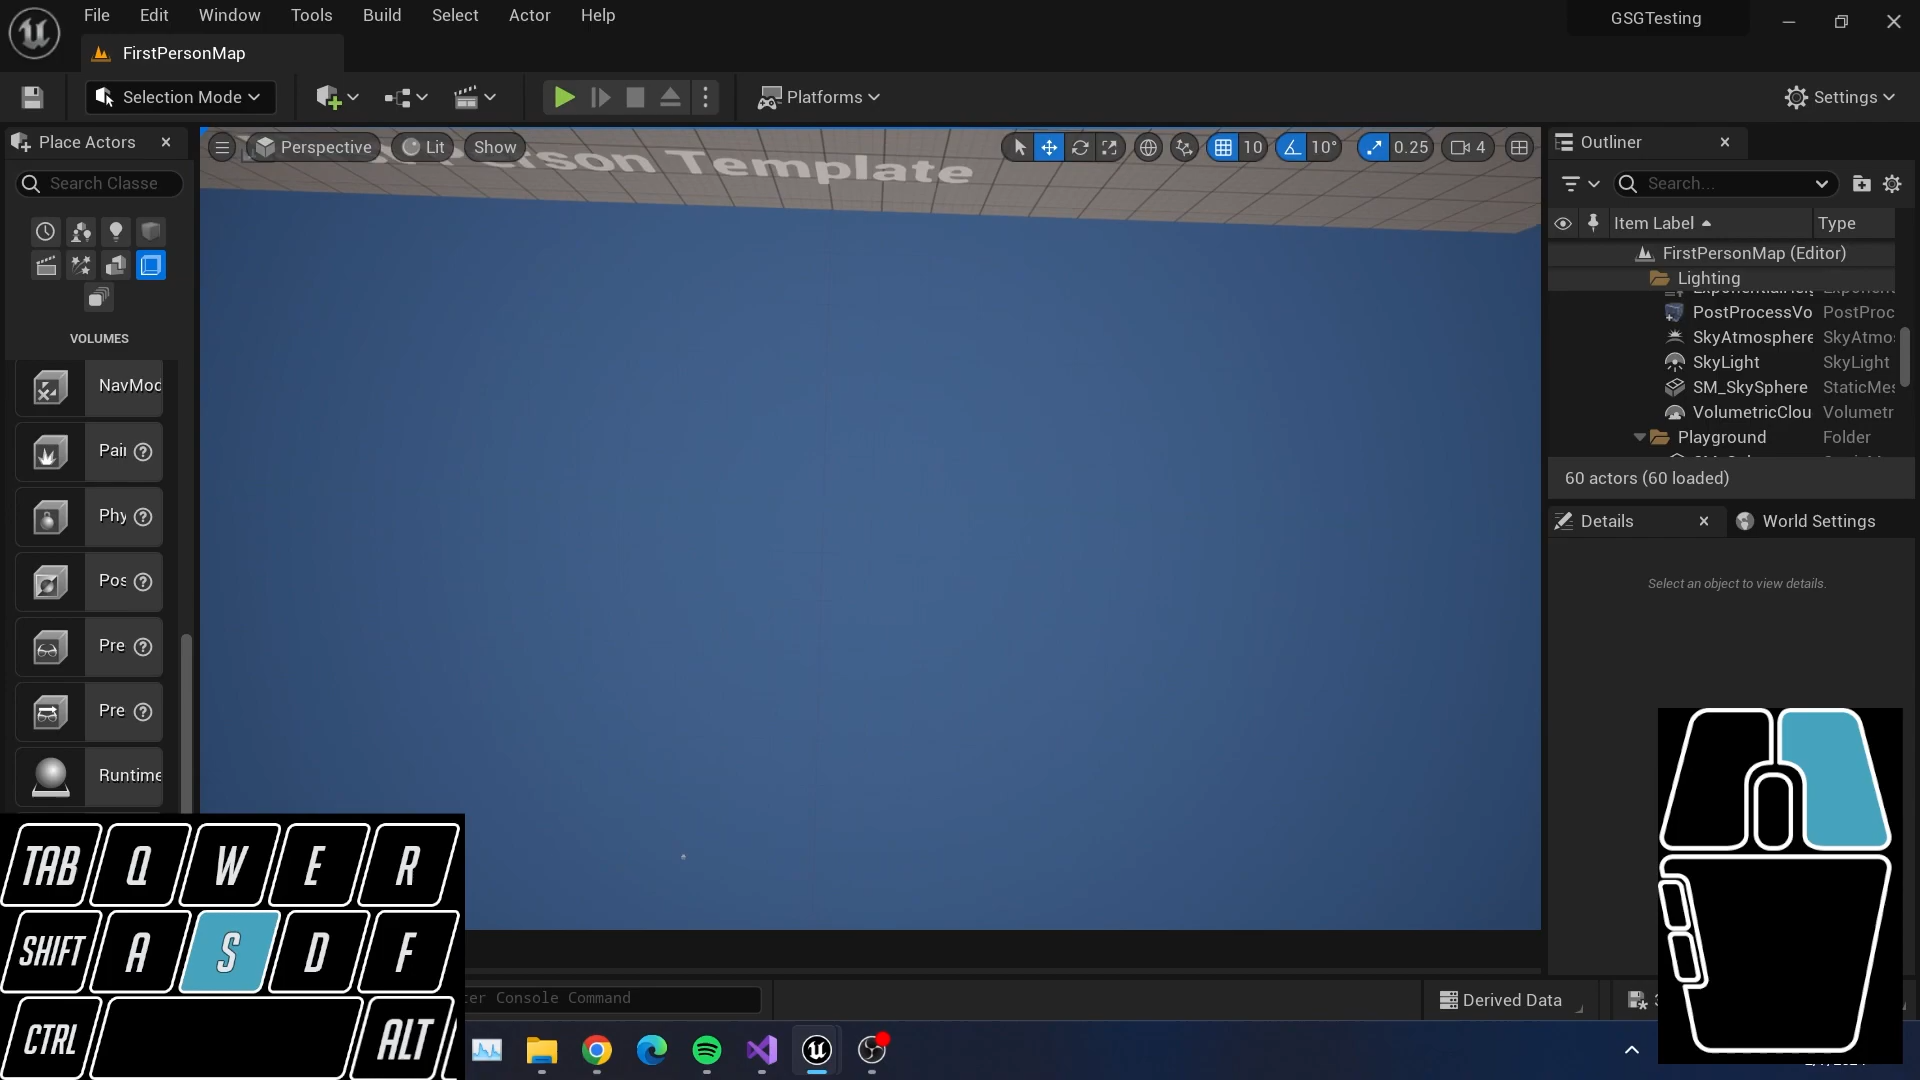 File Edit Window Tools Build Select Actor Help
GSGTesting
FirstPersonMap
Selection Mode
Platforms
Settings
Place Actors
Search Classe
VOLUMES
NavMod
Pai
Phy
Pos
Pre
Pre
Runtime
Perspective
Lit
Show
10
10°
0.25
4
Person Template
Outliner
Search...
Item Label
Type
FirstPersonMap (Editor)
Lighting
PostProcessVo PostProc
SkyAtmosphere SkyAtmo
SkyLight SkyLight
SM_SkySphere StaticMes
VolumetricClou Volumetr
Playground Folder
60 actors (60 loaded)
Details
World Settings
Select an object to view details.
TAB Q W E R
SHIFT A S D F
CTRL ALT
ter Console Command
Derived Data